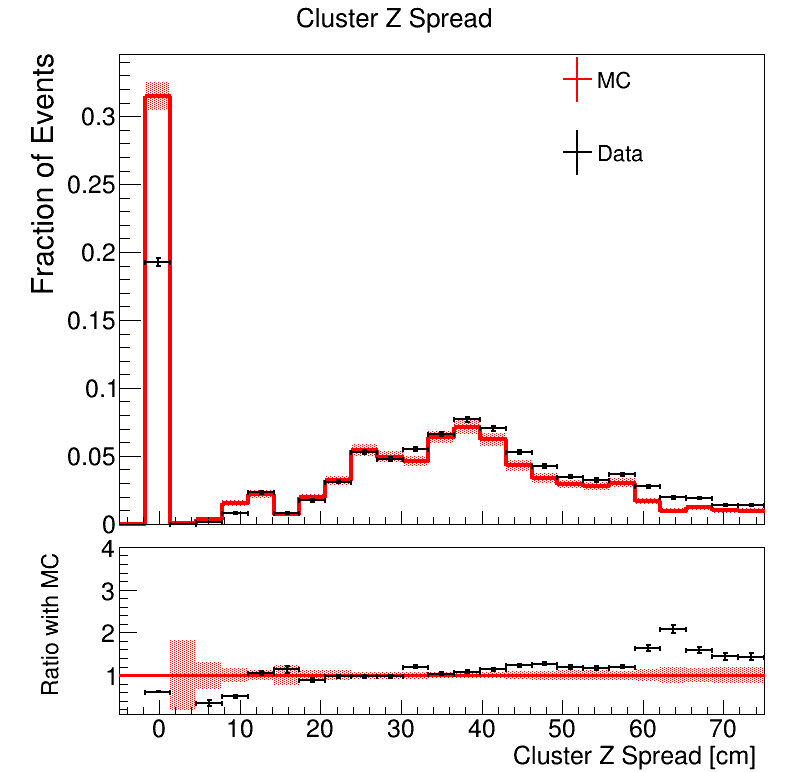 Cluster Z Spread
Fraction of Events
0.3
0.25
0.2
0.15
0.1
0.05
0
MC
Data
Ratio with MC
4
3
2
1
0 10 20 30 40 50 60 70
Cluster Z Spread [cm]